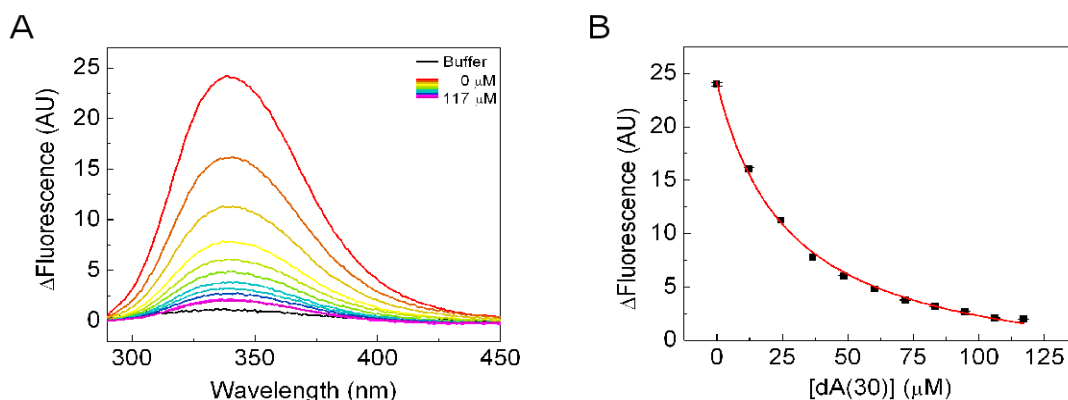 A
ΔFluorescence (AU)
25
20
15
10
5
0
300
350
400
450
Wavelength (nm)
Buffer
0 μM
117 μM
B
ΔFluorescence (AU)
25
20
15
10
5
0
0
25
50
75
100
125
[dA(30)] (μM)